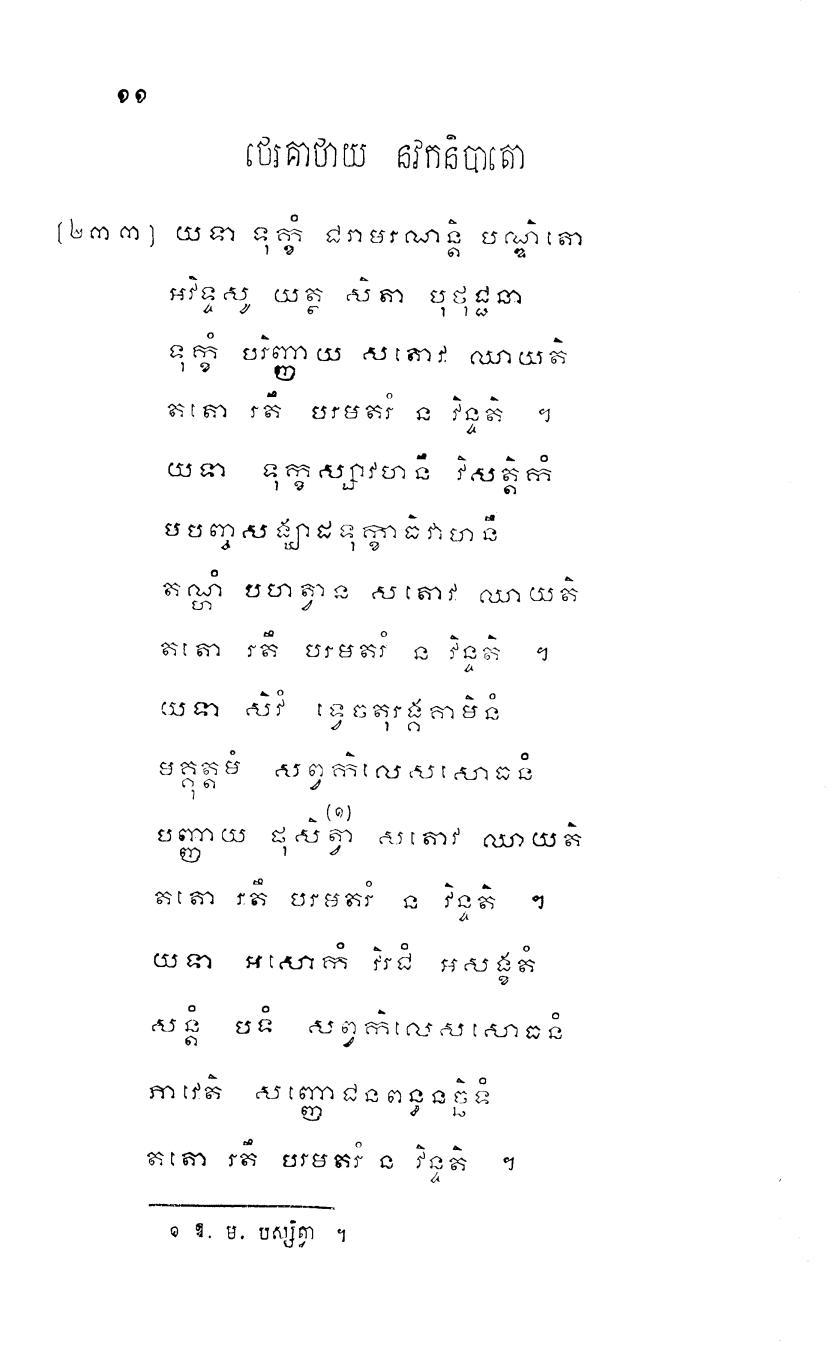 ១១
ថេរគាថាយ នវកនិបាតោ
[២៣៣] យទា ទុក្ខំ ជរាមរណន្តិ បណ្ឌិតោ
អវិទ្ទសូ យត្ថ សិតា បុថុជ្ជនា
ទុក្ខំ បរិញ្ញាយ សតោវ ឈាយតិ
តតោ រតឹ បរមតរំ ន វិន្ទតិ ។
យទា ទុក្ខស្សាវហនឹ វិសត្តិកំ
បបញ្ចសង្ឃាដទុក្ខាធិវាហនឹ
តណ្ហំ បហត្វាន សតោវ ឈាយតិ
តតោ រតឹ បរមតរំ ន វិន្ទតិ ។
យទា សិវំ ទ្វេចតុរង្គគាមិនំ
មគ្គុត្តមំ សព្វកិលេសសោធនំ
បញ្ញាយ ផុសិត្វា (១) សតោវ ឈាយតិ
តតោ រតឹ បរមតរំ ន វិន្ទតិ ។
យទា អសោកំ វិរជំ អសង្ខតំ
សន្តំ បទំ សព្វកិលេសសោធនំ
ភាវេតិ សញ្ញោជនពន្ធនច្ឆិទំ
តតោ រតឹ បរមតរំ ន វិន្ទតិ ។
១ ឱ. ម. បស្សិត្វា ។